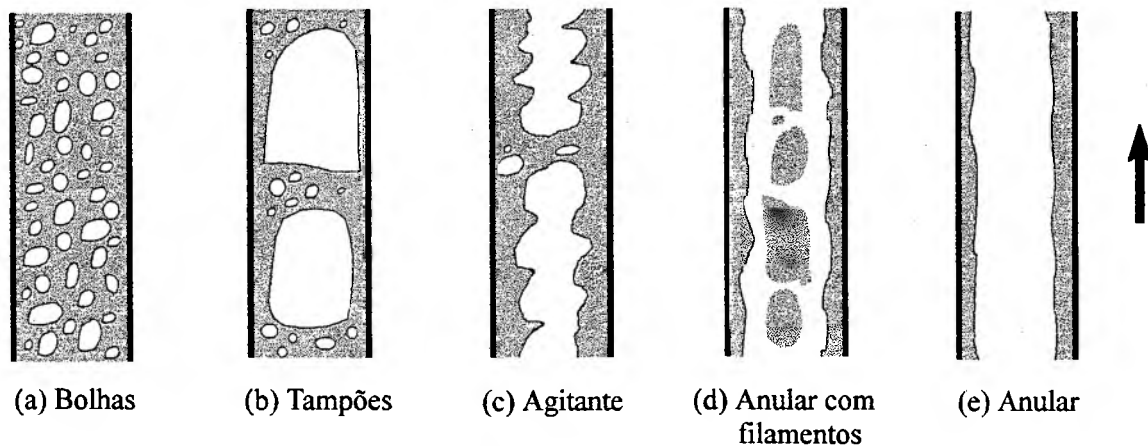 (a) Bolhas
(b) Tampões
(c) Agitante
(d) Anular com
filamentos
(e) Anular